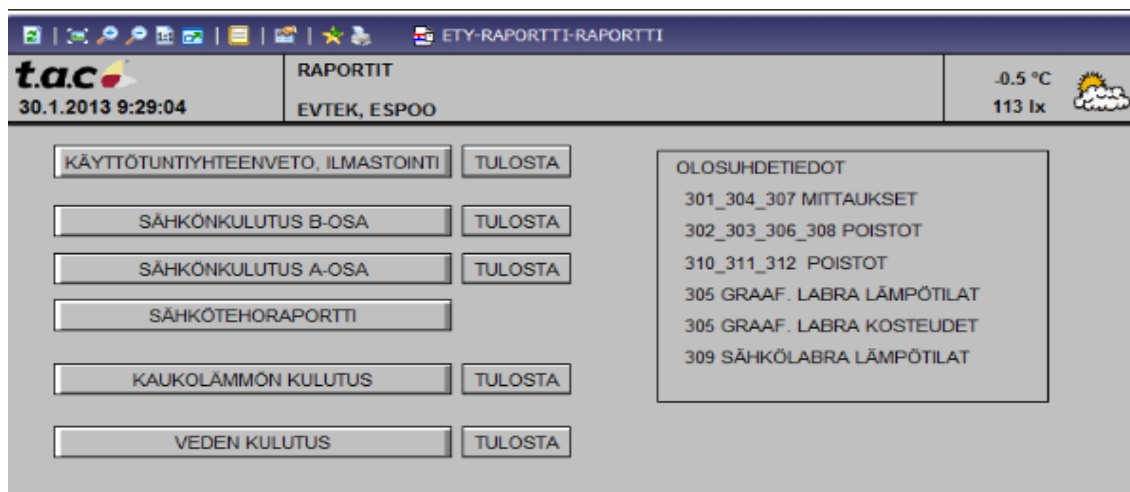 ETY-RAPORTTI-RAPORTTI
t.a.c
30.1.2013 9:29:04
RAPORTIT
EVTEK, ESPOO
-0.5 °C
113 lx
KÄYTTÖTUNTIYHTEENVETO, ILMASTOINTI TULOSTA
SÄHKÖNKULUTUS B-OSA TULOSTA
SÄHKÖNKULUTUS A-OSA TULOSTA
SÄHKÖTEHORAPORTTI
KAUKOLÄMMÖN KULUTUS TULOSTA
VEDEN KULUTUS TULOSTA
OLOSUHDETIEDOT
301_304_307 MITTAUKSET
302_303_306_308 POISTOT
310_311_312 POISTOT
305 GRAAF. LABRA LÄMPÖTILAT
305 GRAAF. LABRA KOSTEUDET
309 SÄHKÖLABRA LÄMPÖTILAT